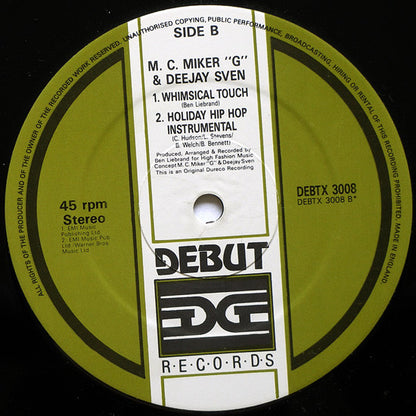 ALL RIGHTS OF THE PRODUCER AND OF THE OWNER OF THE RECORDED WORK RESERVED. UNAUTHORISED COPYING, PUBLIC PERFORMANCE, BROADCASTING, HIRING OR RENTAL OF THIS RECORDING PROHIBITED. MADE IN ENGLAND.
SIDE B
M. C. MIKER "G"
& DEEJAY SVEN
1. WHIMSICAL TOUCH
(Ben Liebrand)
2. HOLIDAY HIP HOP
INSTRUMENTAL
(C. Hudson/L. Stevens/
B. Welch/B. Bennett)
Produced, Arranged & Recorded by
Ben Liebrand for High Fashion Music
Concept M.C. Miker "G" & Deejay Sven
This is an Original Dureco Recording
45 rpm
Stereo
1. EMI Music
Publishing Ltd
2. EMI Music Pub
Ltd/Warner Bros
Music Ltd
DEBTX 3008
DEBTX 3008 B*
DEBUT
R·E·C·O·R·D·S